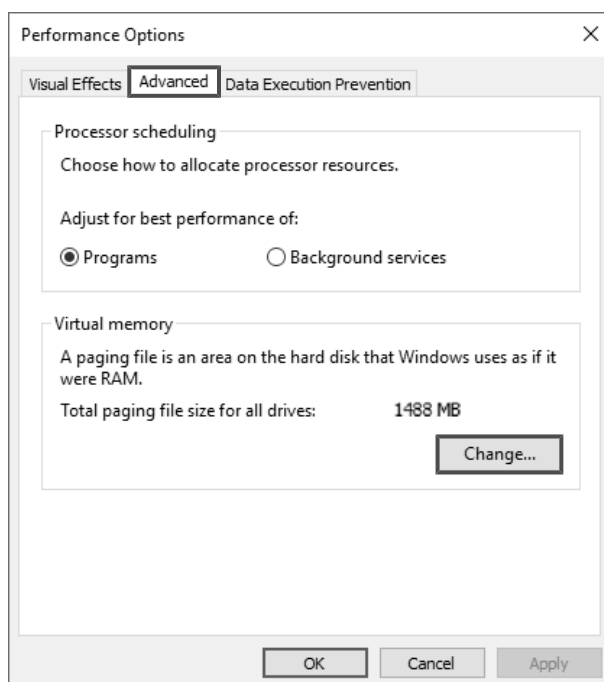 Performance Options
Visual Effects Advanced Data Execution Prevention
Processor scheduling
Choose how to allocate processor resources.
Adjust for best performance of:
Programs Background services
Virtual memory
A paging file is an area on the hard disk that Windows uses as if it
were RAM.
Total paging file size for all drives: 1488 MB
Change...
OK Cancel Apply